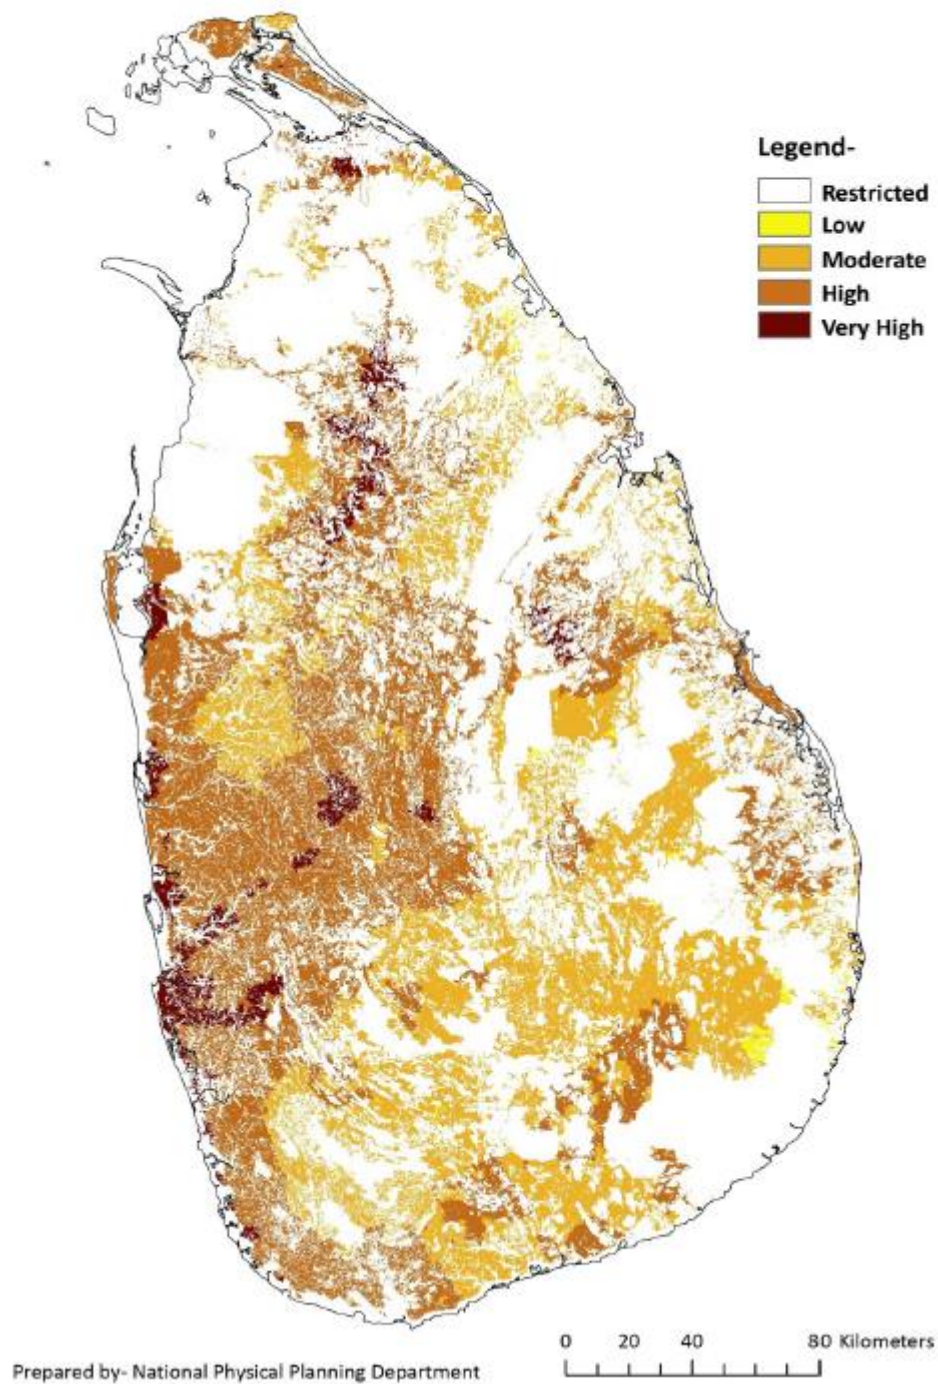 Legend-
Restricted
Low
Moderate
High
Very High
0 20 40 80 Kilometers
Prepared by- National Physical Planning Department